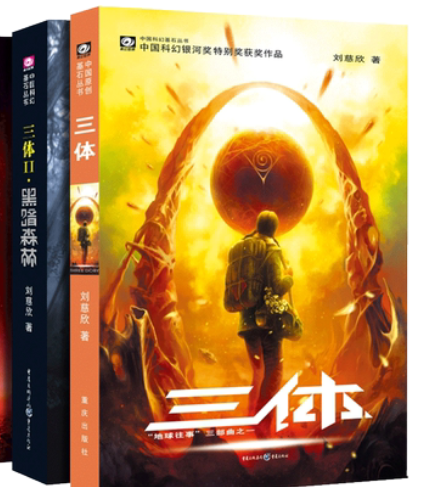 中国科幻基石丛书
三体II·黑暗森林
刘慈欣 著
中国原创
基石丛书
三体
刘慈欣 著
重庆出版社
中国科幻基石丛书
中国科幻银河奖特别奖获奖作品
刘慈欣 著
三体
“地球往事”三部曲之一